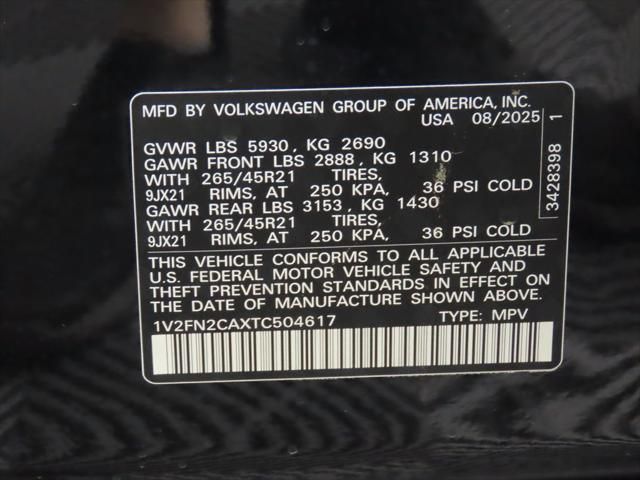 MFD BY VOLKSWAGEN GROUP OF AMERICA, INC.
USA 08/2025
GVWR LBS 5930, KG 2690
GAWR FRONT LBS 2888, KG 1310
WITH 265/45R21 TIRES,
9JX21 RIMS, AT 250 KPA, 36 PSI COLD
GAWR REAR LBS 3153, KG 1430
WITH 265/45R21 TIRES,
9JX21 RIMS, AT 250 KPA, 36 PSI COLD
THIS VEHICLE CONFORMS TO ALL APPLICABLE
U.S. FEDERAL MOTOR VEHICLE SAFETY AND
THEFT PREVENTION STANDARDS IN EFFECT ON
THE DATE OF MANUFACTURE SHOWN ABOVE.
1V2FN2CAXTC504617 TYPE: MPV
3428398 1